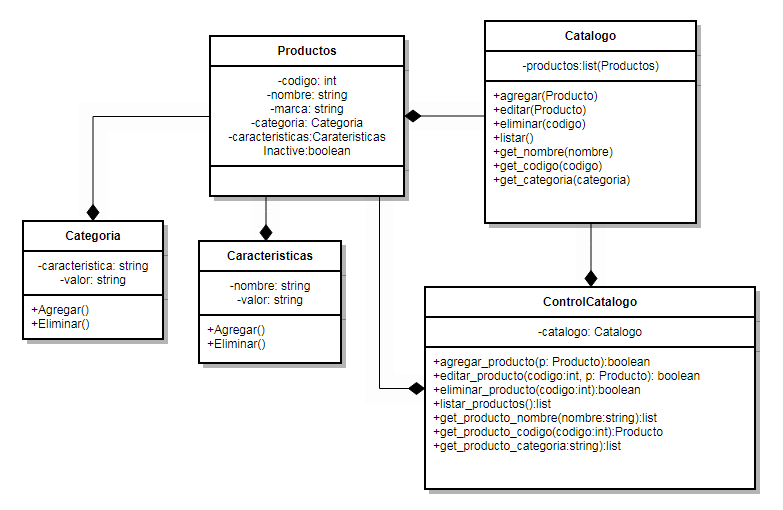 Productos
-codigo: int
-nombre: string
-marca: string
-categoria: Categoria
-caracteristicas:Carateristicas
Inactive:boolean
Catalogo
-productos:list(Productos)
+agregar(Producto)
+editar(Producto)
+eliminar(codigo)
+listar()
+get_nombre(nombre)
+get_codigo(codigo)
+get_categoria(categoria)
Categoria
-caracteristica: string
-valor: string
+Agregar()
+Eliminar()
Caracteristicas
-nombre: string
-valor: string
+Agregar()
+Eliminar()
ControlCatalogo
-catalogo: Catalogo
+agregar_producto(p: Producto):boolean
+editar_producto(codigo:int, p: Producto): boolean
+eliminar_producto(codigo:int):boolean
+listar_productos():list
+get_producto_nombre(nombre:string):list
+get_producto_codigo(codigo:int):Producto
+get_producto_categoria:string):list